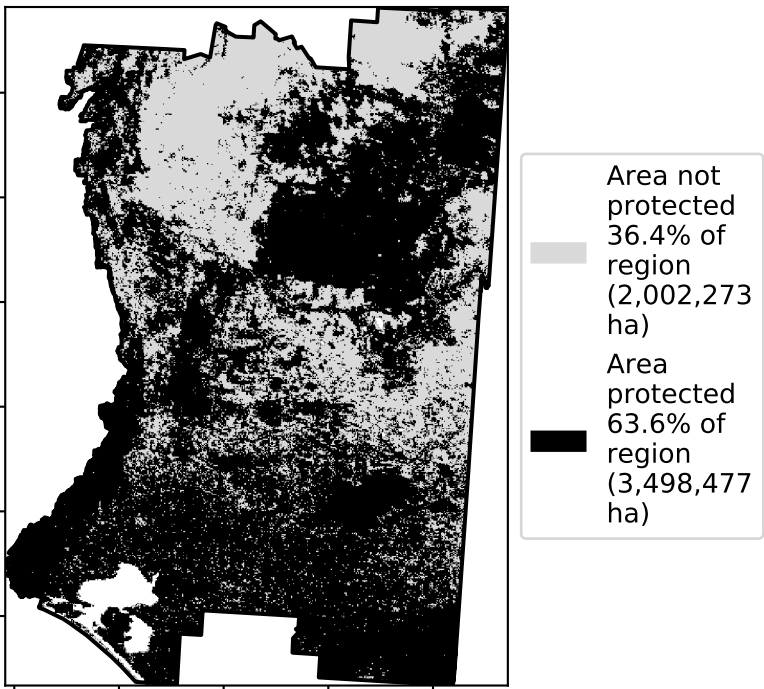 Area not
protected
36.4% of
region
(2,002,273
ha)
Area
protected
63.6% of
region
(3,498,477
ha)